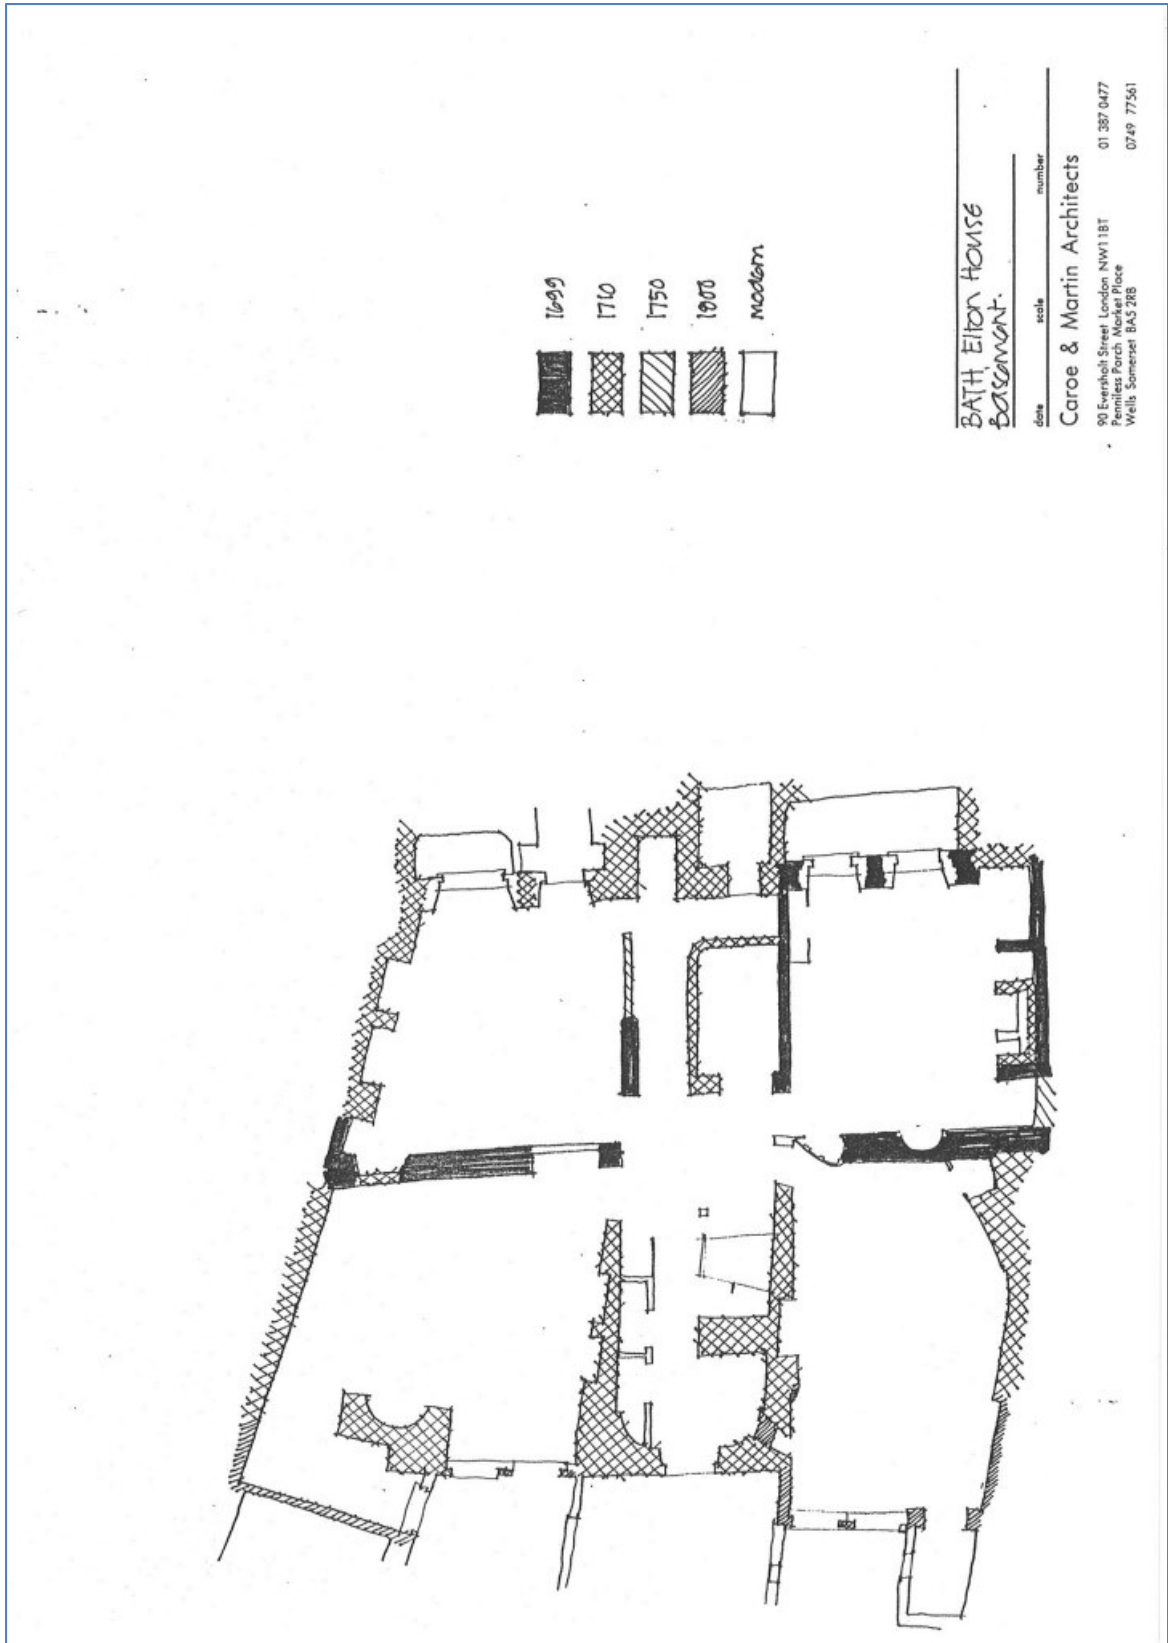 1699
1710
1750
1800
modern
BATH, Elton House
Basement.
date scale number
Caroe & Martin Architects
90 Eversholt Street London NW1 1BT 01 387 0477
Penniless Porch Market Place
Wells Somerset BA5 2RB 0749 77561